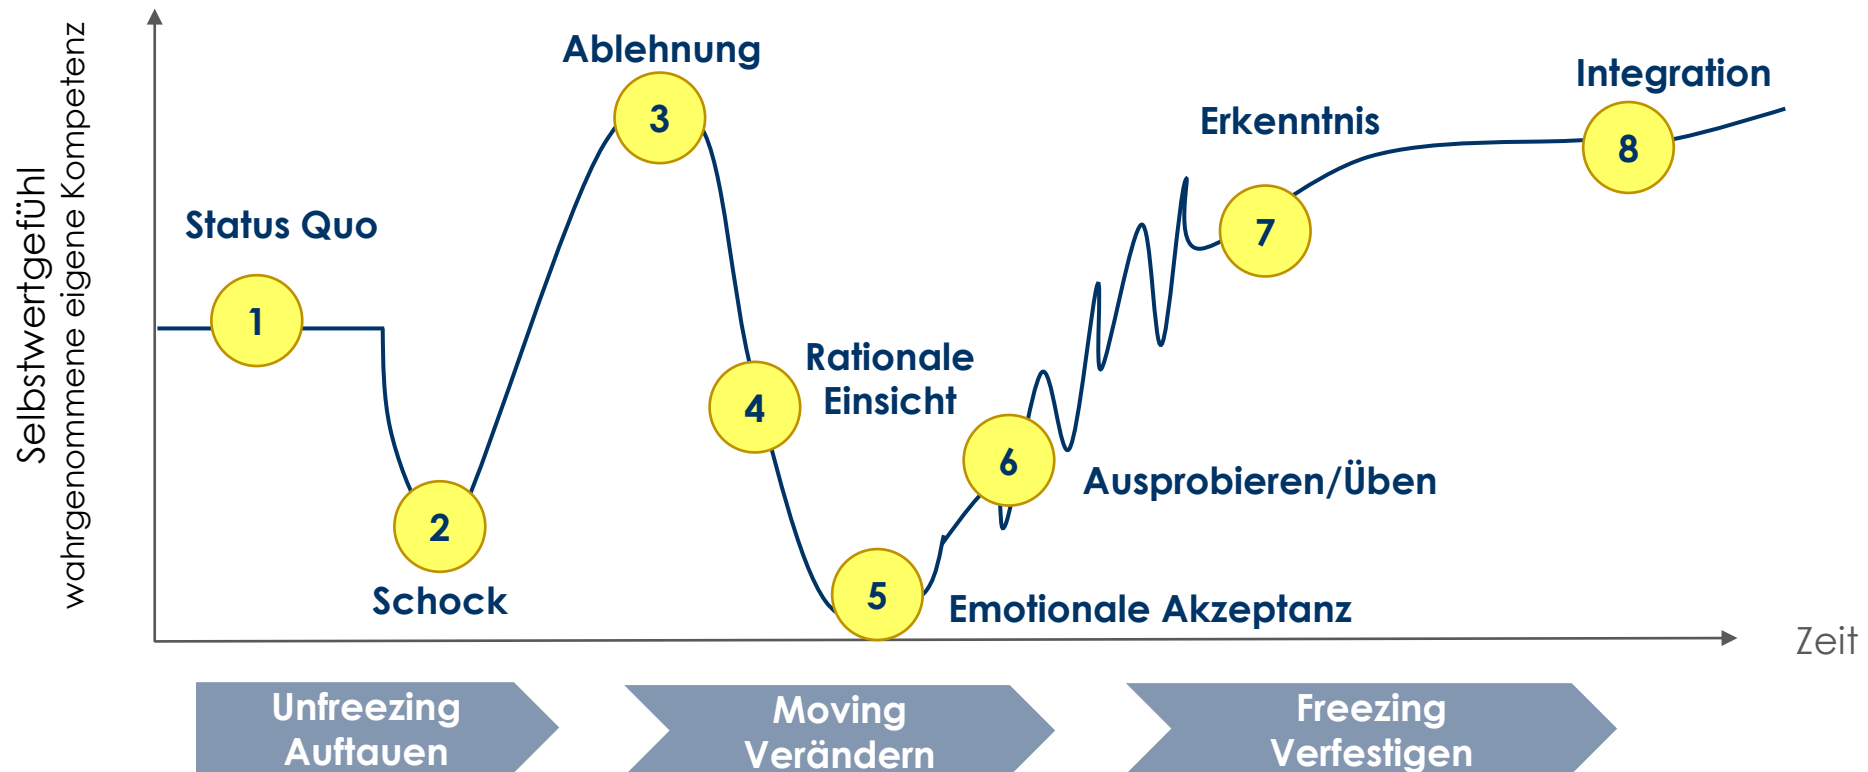 Selbstwertgefühl
wahrgenommene eigene Kompetenz
Status Quo
1
2
Schock
Ablehnung
3
4
Rationale
Einsicht
5
Emotionale Akzeptanz
6
Ausprobieren/Üben
Erkenntnis
7
Integration
8
Zeit
Unfreezing
Auftauen
Moving
Verändern
Freezing
Verfestigen